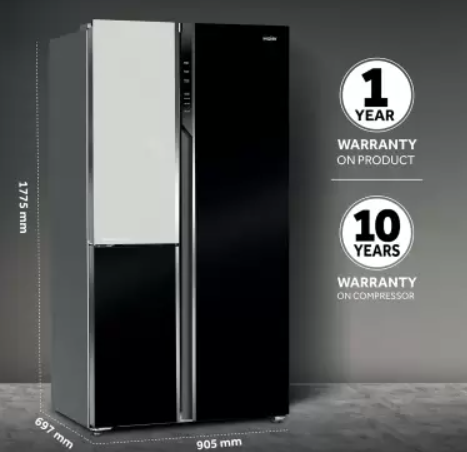 1
YEAR
WARRANTY
ON PRODUCT
10
YEARS
WARRANTY
ON COMPRESSOR
1775 mm
697 mm
905 mm